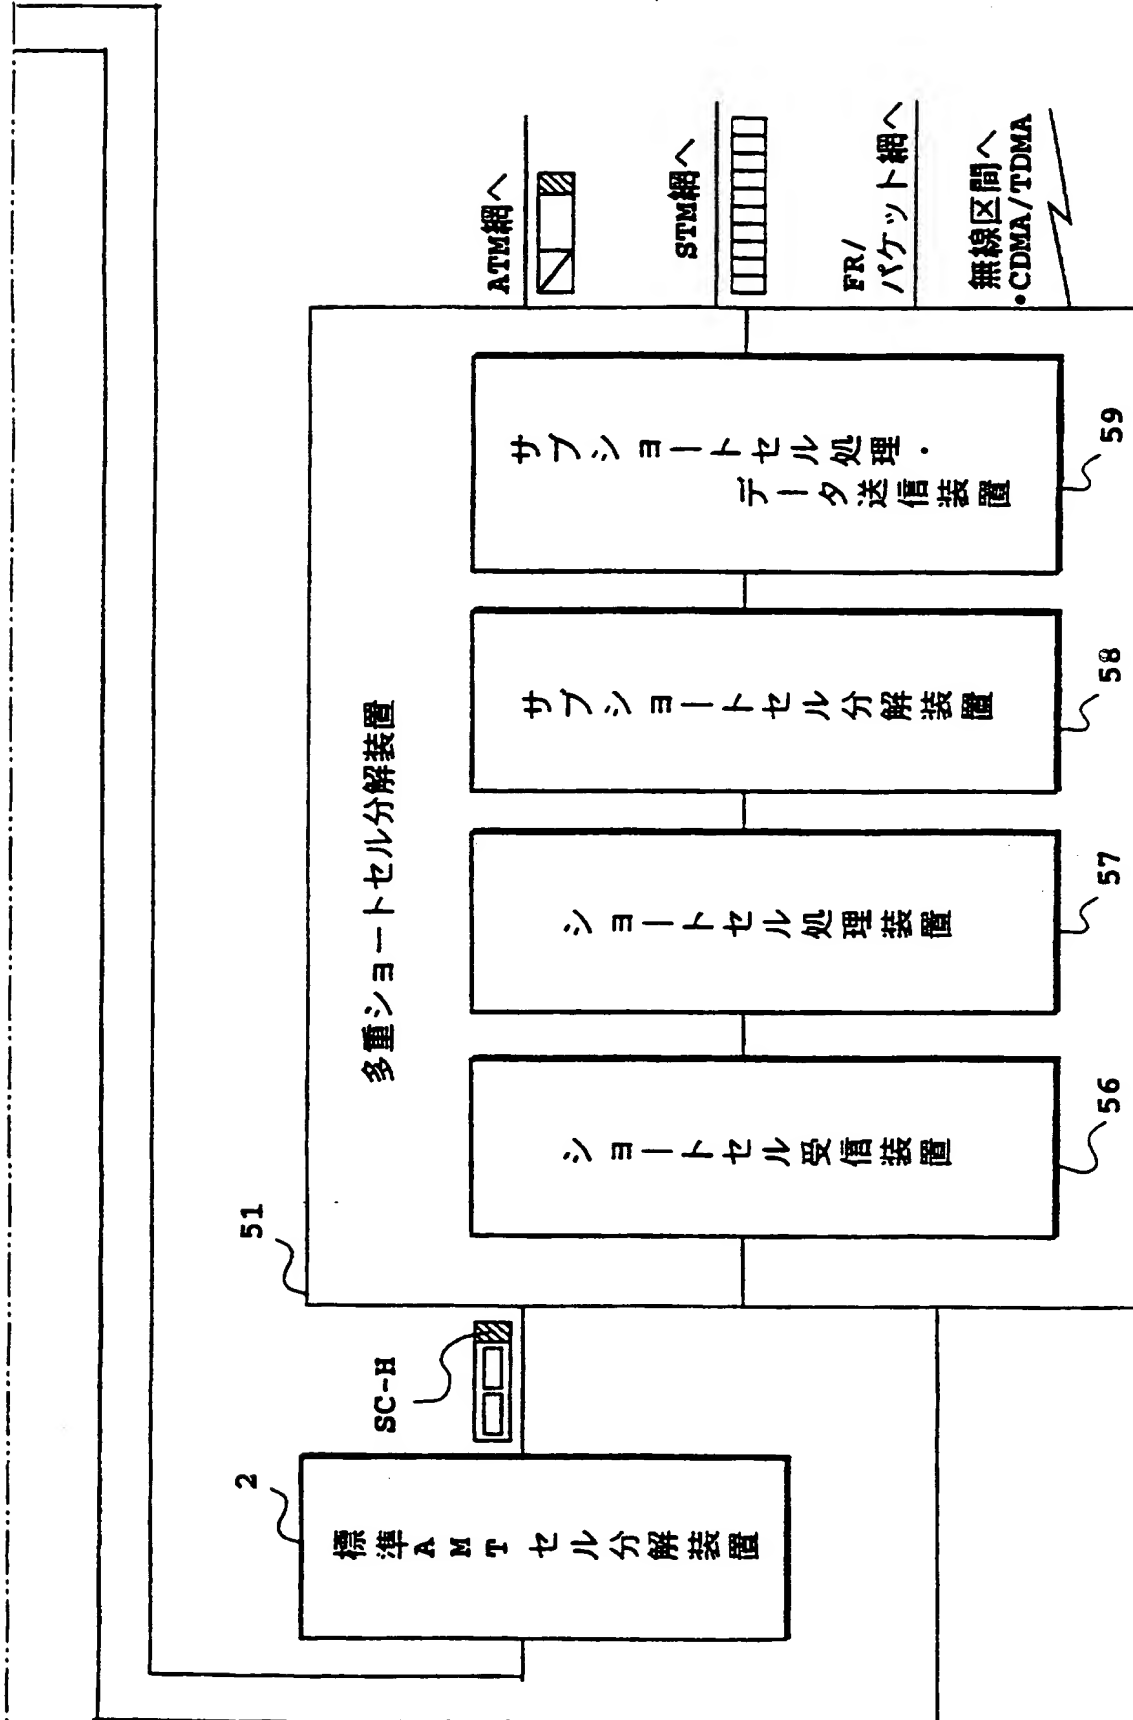 2
標準AMTセル分解装置
SC-H
51
多重ショートセル分解装置
ショートセル受信装置
56
ショートセル処理装置
57
サブショートセル分解装置
58
サブショートセル処理・
データ送信装置
59
ATM網へ
STM網へ
FR/
パケット網へ
無線区間へ
・CDMA/TDMA